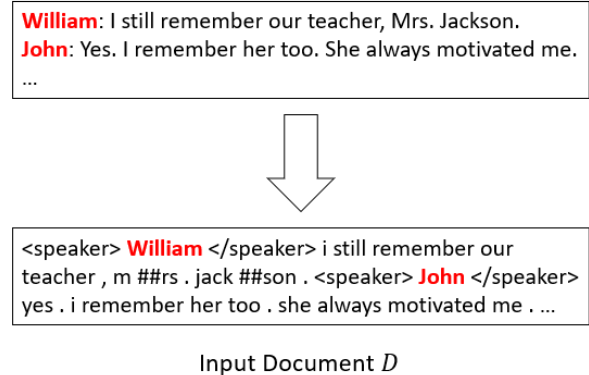 William: I still remember our teacher, Mrs. Jackson.
John: Yes. I remember her too. She always motivated me.
...
<speaker> William </speaker> i still remember our
teacher , m ##rs . jack ##son . <speaker> John </speaker>
yes . i remember her too . she always motivated me . ...
Input Document D